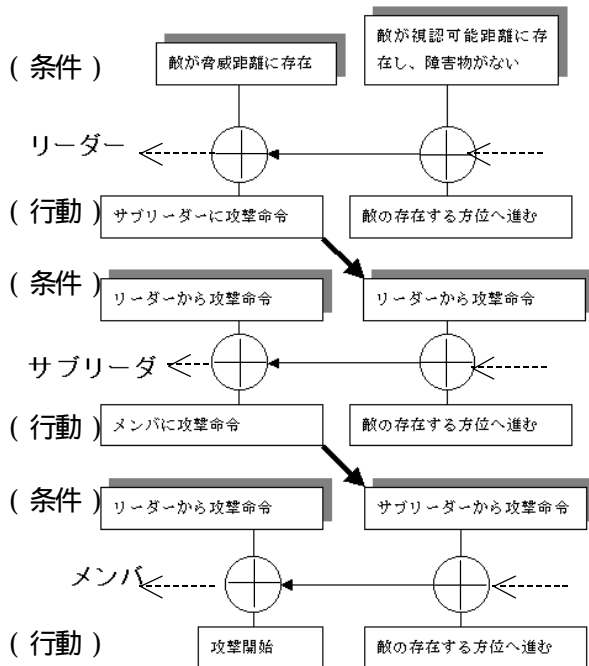 敵が視認可能距離に存
在し、障害物がない
(条件)
敵が脅威距離に存在
リーダー
(行動)
サブリーダーに攻撃命令
敵の存在する方位へ進む
(条件)
リーダーから攻撃命令
リーダーから攻撃命令
サブリーダ
(行動)
メンバに攻撃命令
敵の存在する方位へ進む
(条件)
リーダーから攻撃命令
サブリーダーから攻撃命令
メンバ
(行動)
攻撃開始
敵の存在する方位へ進む